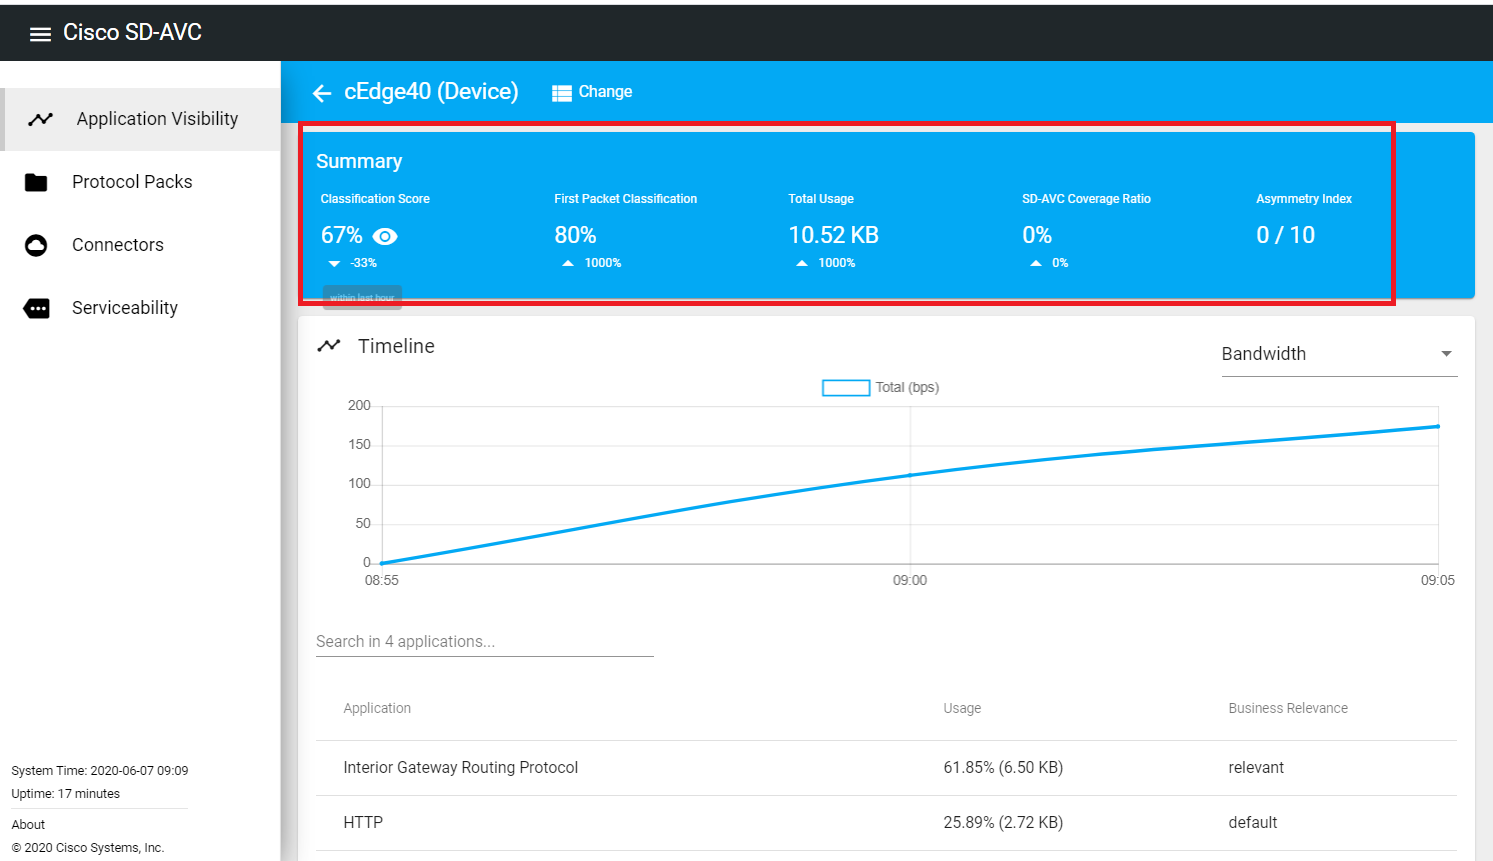 Cisco SD-AVC
Application Visibility
Protocol Packs
Connectors
Serviceability
System Time: 2020-06-07 09:09
Uptime: 17 minutes
About
© 2020 Cisco Systems, Inc.
cEdge40 (Device) Change
Summary
Classification Score First Packet Classification Total Usage SD-AVC Coverage Ratio Asymmetry Index
67% 80% 10.52 KB 0% 0 / 10
-33% 1000% 1000% 0%
within last hour
Timeline
Bandwidth
Total (bps)
200
150
100
50
0
08:55 09:00 09:05
Search in 4 applications...
Application Usage Business Relevance
Interior Gateway Routing Protocol 61.85% (6.50 KB) relevant
HTTP 25.89% (2.72 KB) default